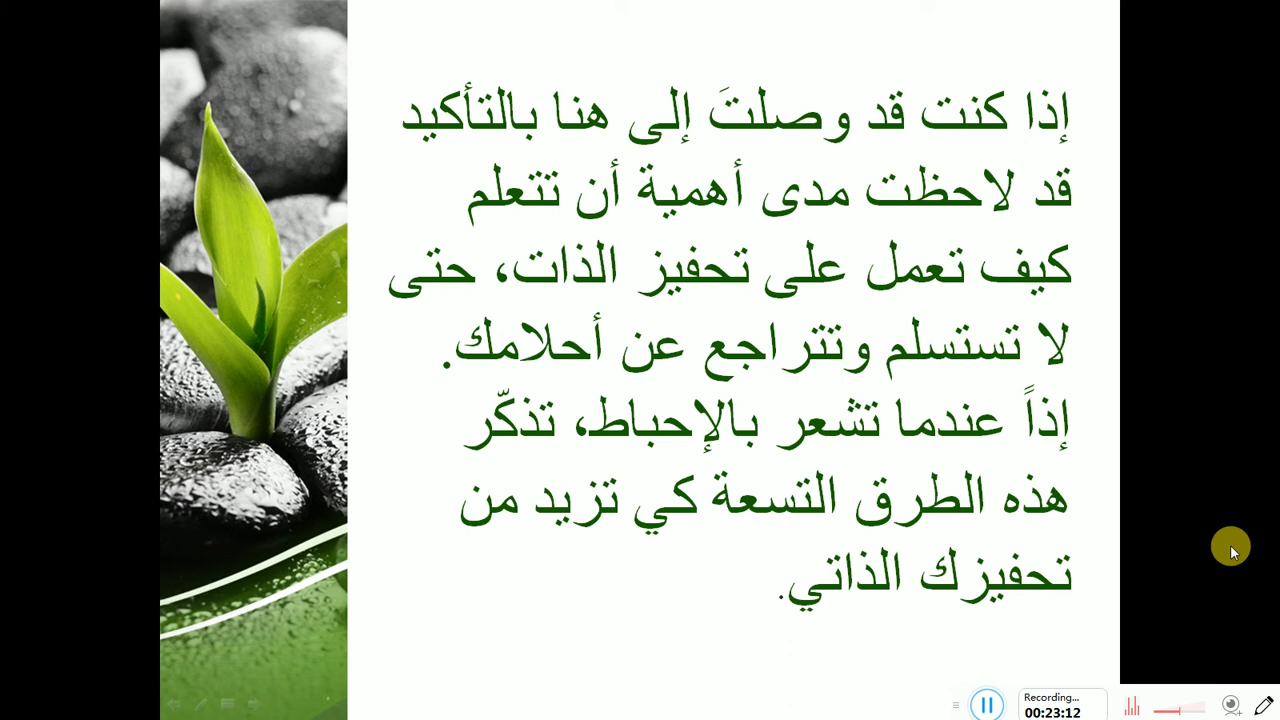 إذا كنت قد وصلتَ إلى هنا بالتأكيد
قد لاحظت مدى أهمية أن تتعلم
كيف تعمل على تحفيز الذات، حتى
لا تستسلم وتتراجع عن أحلامك.
إذاً عندما تشعر بالإحباط، تذكّر
هذه الطرق التسعة كي تزيد من
تحفيزك الذاتي.
Recording...
00:23:12